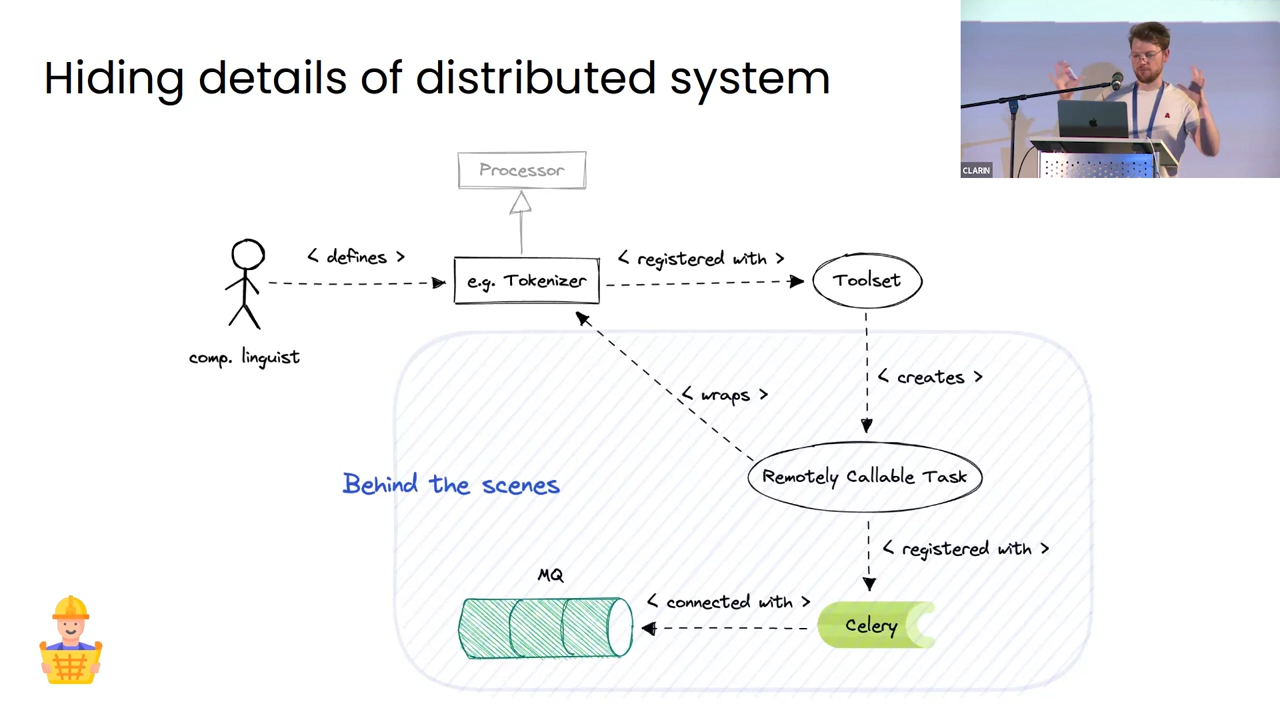 Hiding details of distributed system
CLARIN
Processor
< defines >
e.g. Tokenizer
< registered with >
Toolset
comp. linguist
< creates >
< wraps >
Behind the scenes
Remotely Callable Task
< registered with >
MQ
< connected with >
Celery